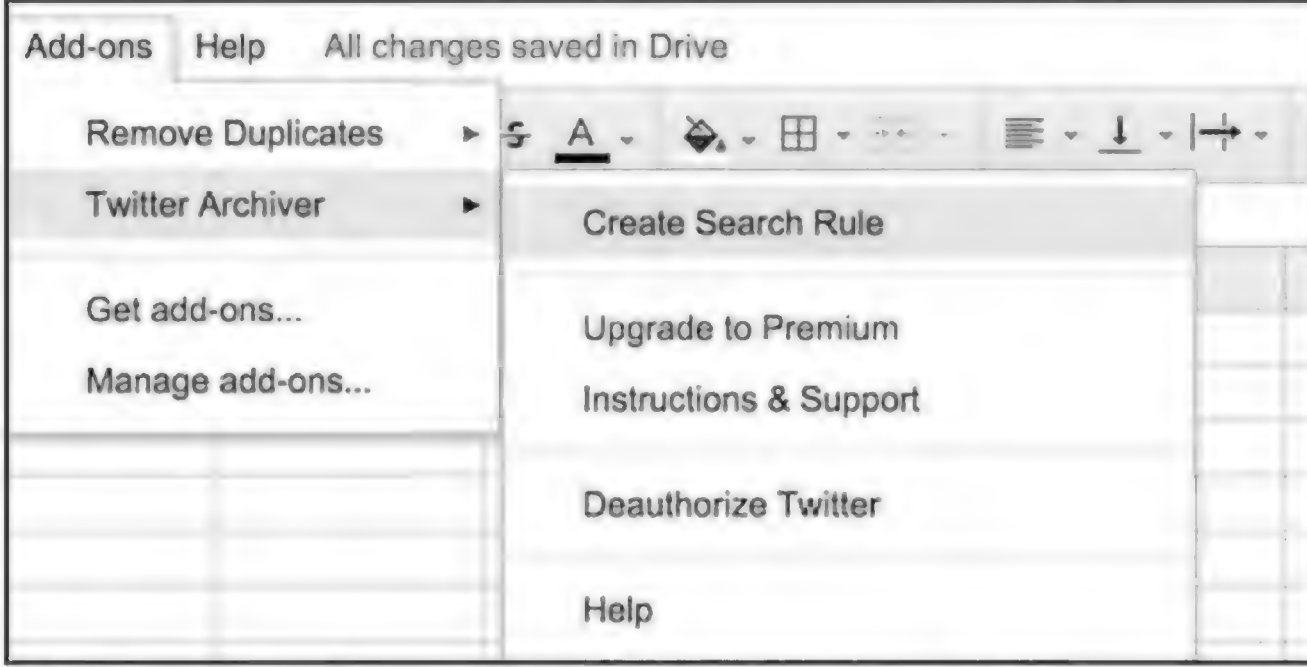 Add-ons Help All changes saved in Drive
Remove Duplicates
Twitter Archiver
Get add-ons...
Manage add-ons...
Create Search Rule
Upgrade to Premium
Instructions & Support
Deauthorize Twitter
Help